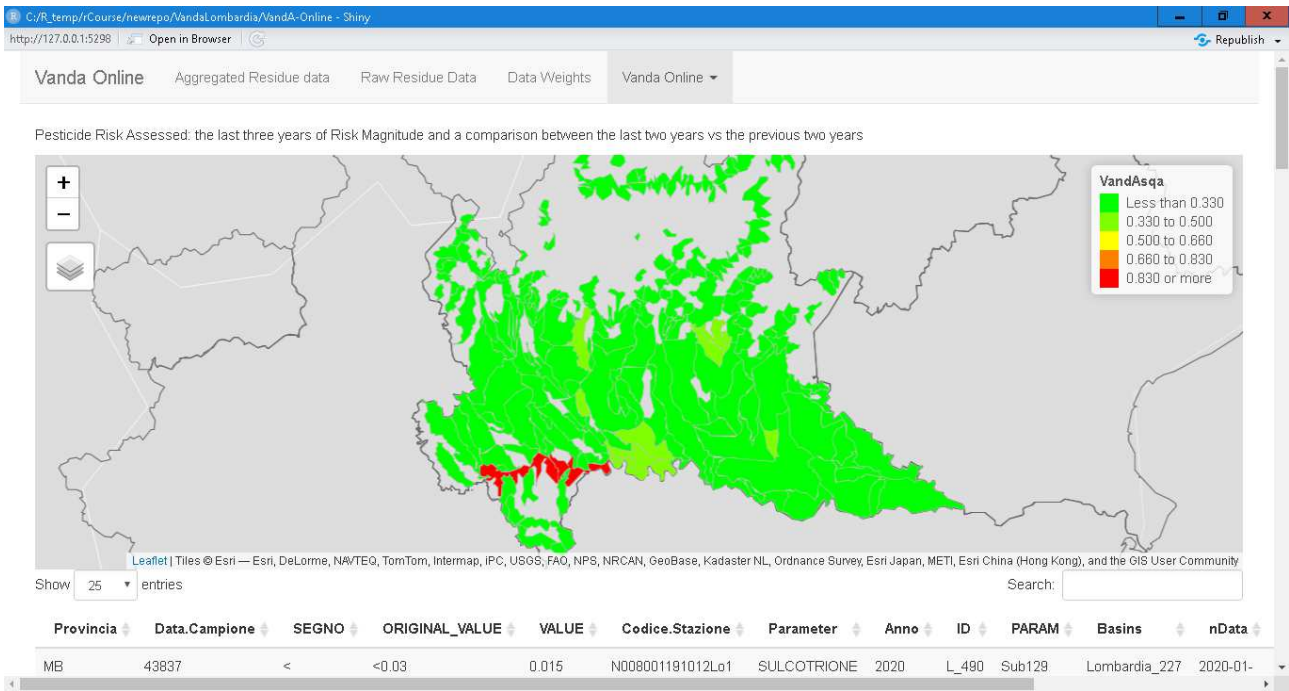 C:/R_temp/rCourse/newrepo/VandaLombardia/VandA-Online - Shiny
http://127.0.0.1:5298 Open in Browser Republish
Vanda Online Aggregated Residue data Raw Residue Data Data Weights Vanda Online
Pesticide Risk Assessed: the last three years of Risk Magnitude and a comparison between the last two years vs the previous two years
+
−
VandAsqa
Less than 0.330
0.330 to 0.500
0.500 to 0.660
0.660 to 0.830
0.830 or more
Leaflet | Tiles © Esri — Esri, DeLorme, NAVTEQ, TomTom, Intermap, iPC, USGS, FAO, NPS, NRCAN, GeoBase, Kadaster NL, Ordnance Survey, Esri Japan, METI, Esri China (Hong Kong), and the GIS User Community
Show 25 entries Search:
Provincia Data.Campione SEGNO ORIGINAL_VALUE VALUE Codice.Stazione Parameter Anno ID PARAM Basins nData
MB 43837 < <0.03 0.015 N008001191012Lo1 SULCOTRIONE 2020 L_490 Sub129 Lombardia_227 2020-01-